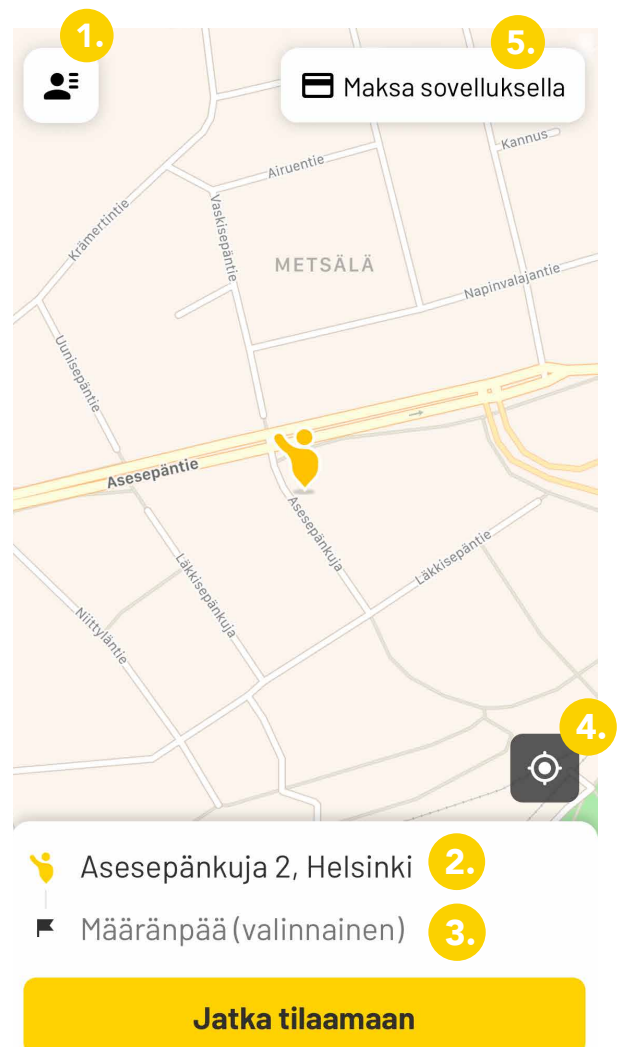 1.
5.
Maksa sovelluksella
Kannus
Airuentie
Krämertintie
Vaskisepäntie
METSÄLÄ
Napinvalajantie
Uunisepäntie
Asesepäntie
Asesepänkuja
Läkkisepäntie
Läkkisepänkuja
Niittyläntie
4.
Asesepänkuja 2, Helsinki 2.
Määränpää (valinnainen) 3.
Jatka tilaamaan